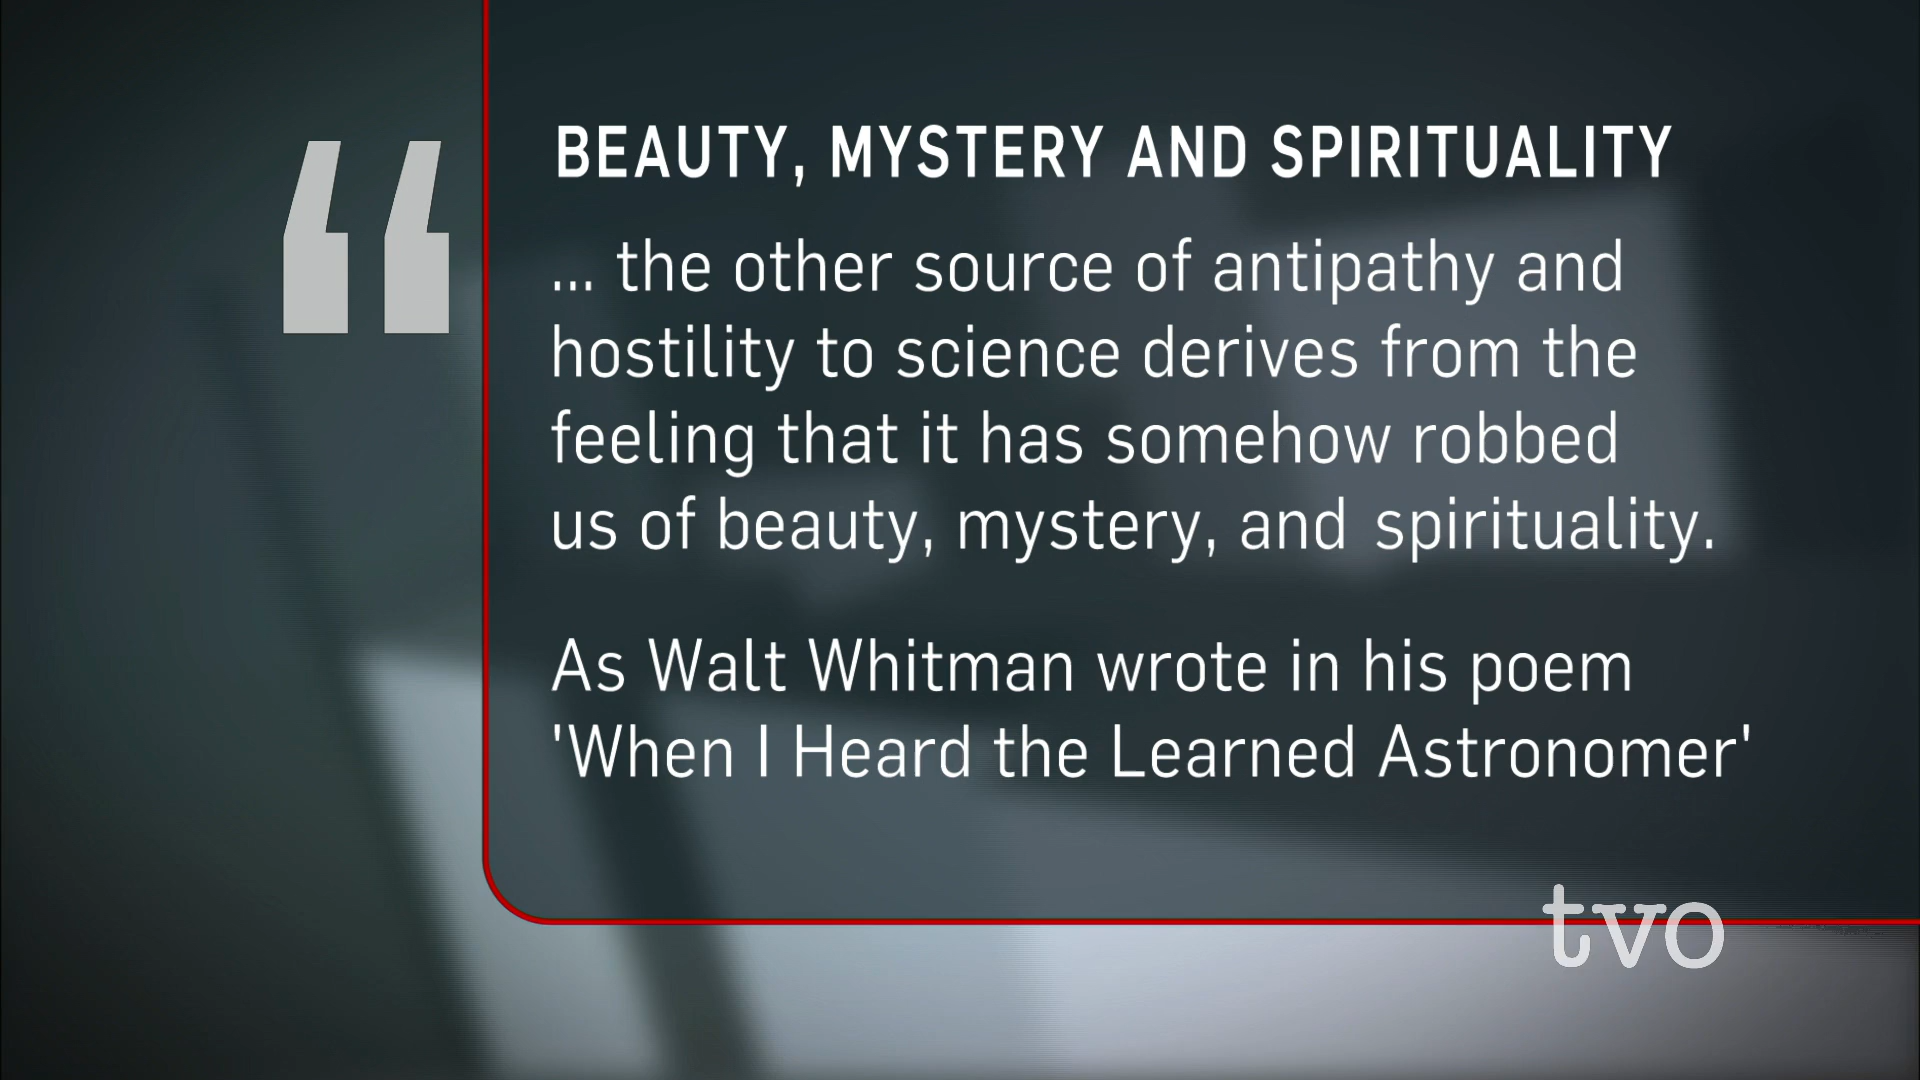 “
BEAUTY, MYSTERY AND SPIRITUALITY
... the other source of antipathy and
hostility to science derives from the
feeling that it has somehow robbed
us of beauty, mystery, and spirituality.
As Walt Whitman wrote in his poem
'When I Heard the Learned Astronomer'
tvo